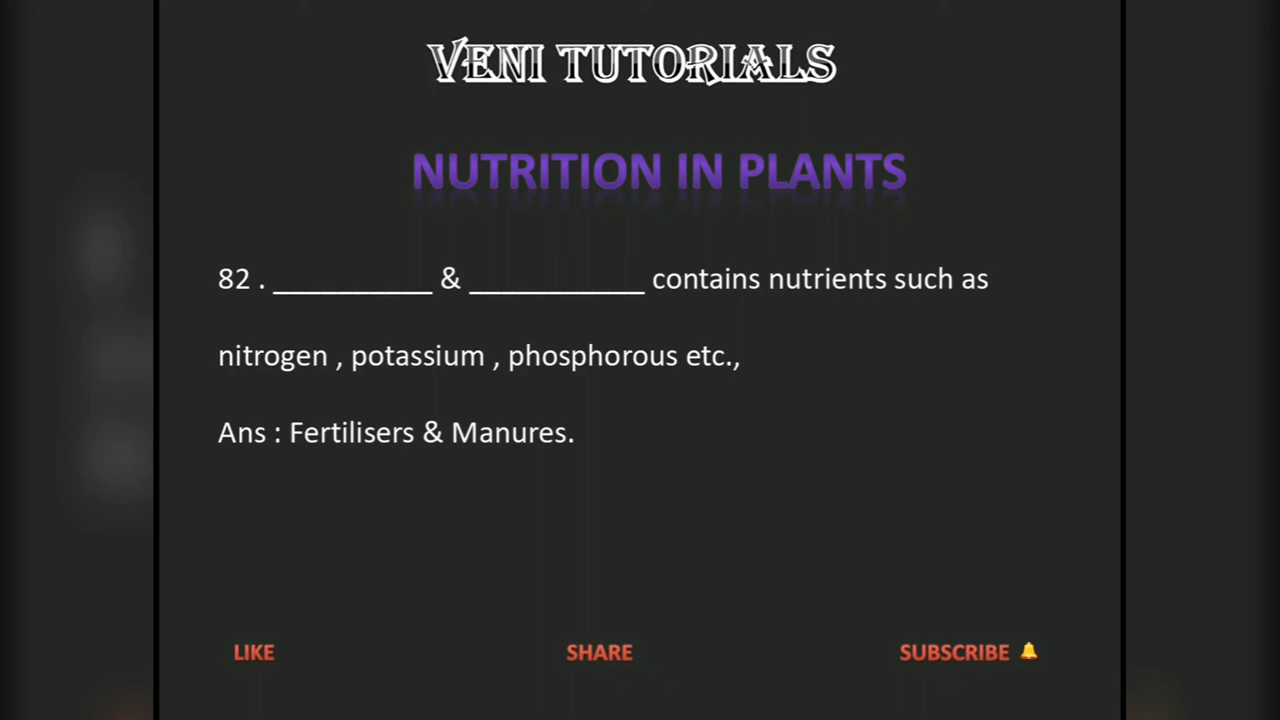 VENI TUTORIALS
NUTRITION IN PLANTS
82 . __________ & ___________ contains nutrients such as
nitrogen , potassium , phosphorous etc.,
Ans : Fertilisers & Manures.
LIKE SHARE SUBSCRIBE 🔔